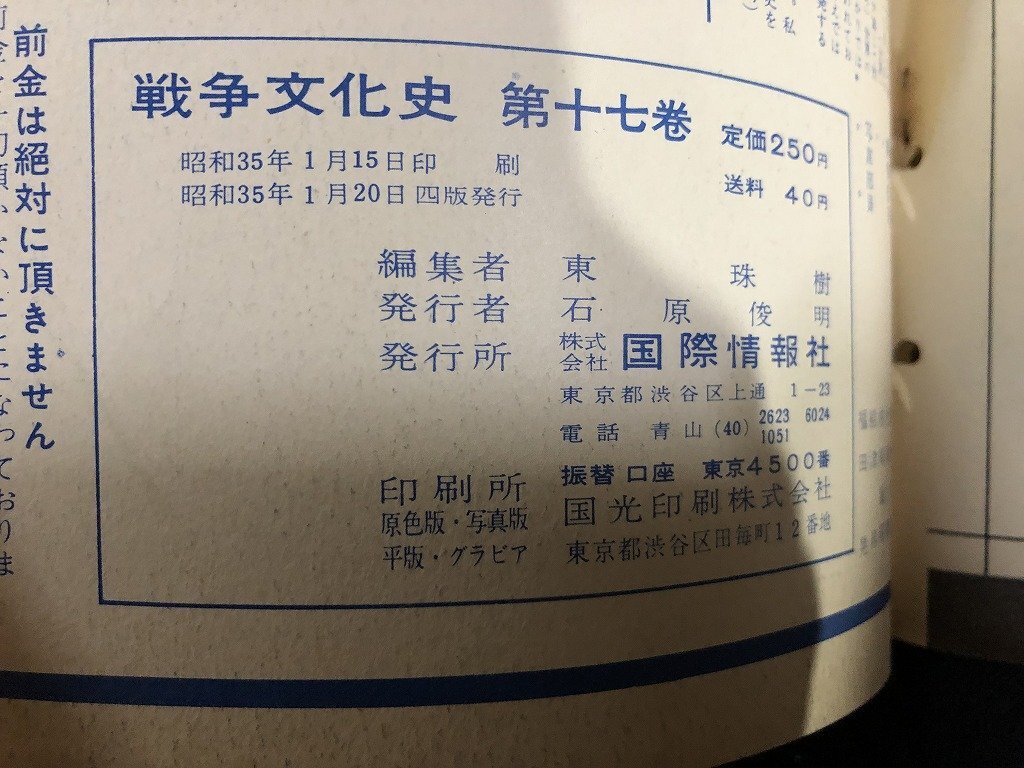 戦争文化史 第十七巻 定価250円
送料 40円
昭和35年1月15日印 刷
昭和35年1月20日四版発行
編集者 東 珠 樹
発行者 石 原 俊 明
発行所 株式会社 国際情報社
東京都渋谷区上通 1−23
電話 青山(40) 2623 6024
1051
振替口座 東京4500番
印刷所 国光印刷株式会社
原色版・写真版
平版・グラビア 東京都渋谷区田毎町12番地
前金は絶対に頂きません。